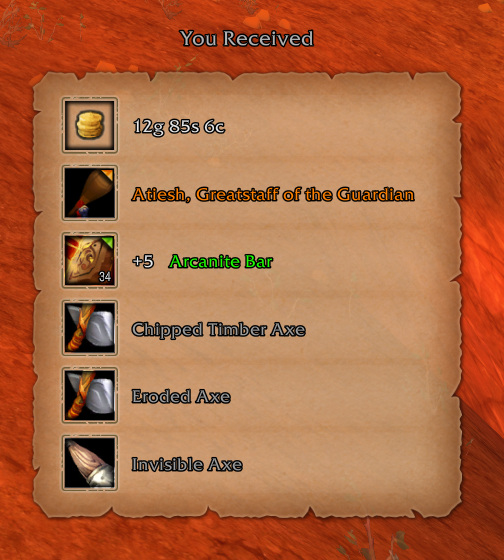 You Received
12g 85s 6c
Atiesh, Greatstaff of the Guardian
34
+5 Arcanite Bar
Chipped Timber Axe
Eroded Axe
Invisible Axe